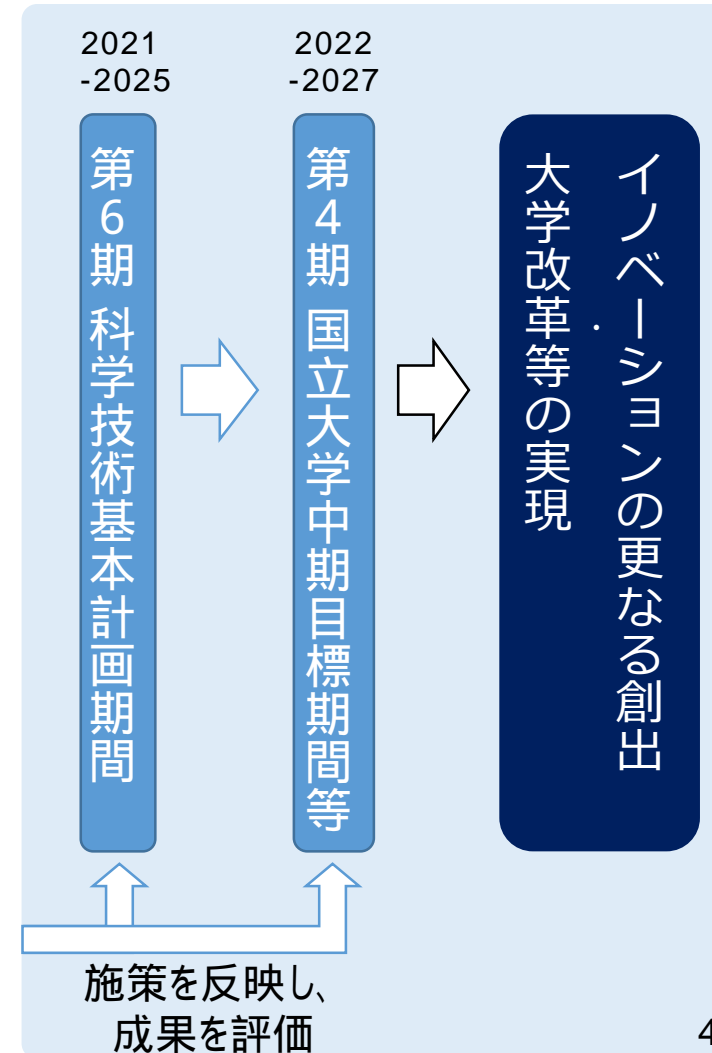 2021
-2025
2022
-2027
第6期 科学技術基本計画期間
第4期 国立大学中期目標期間等
イノベーションの更なる創出
大学改革等の実現
施策を反映し、
成果を評価
4